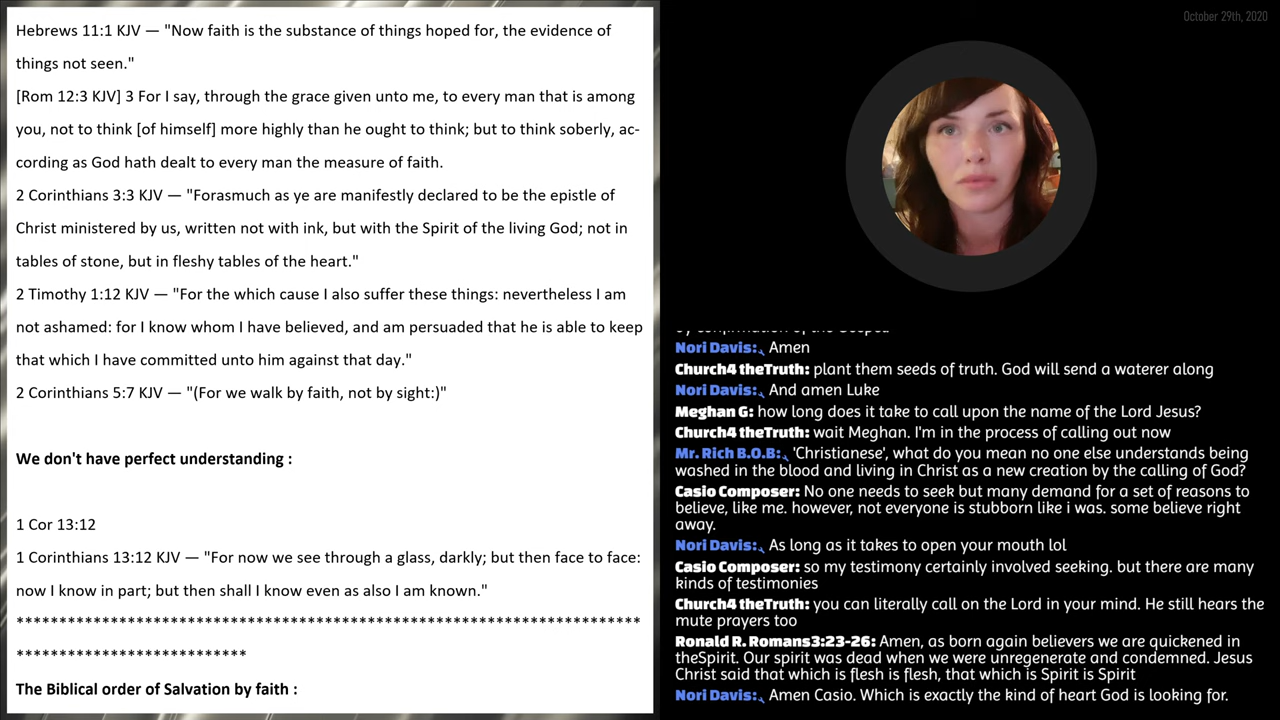 Hebrews 11:1 KJV — "Now faith is the substance of things hoped for, the evidence of
things not seen."
[Rom 12:3 KJV] 3 For I say, through the grace given unto me, to every man that is among
you, not to think [of himself] more highly than he ought to think; but to think soberly, ac-
cording as God hath dealt to every man the measure of faith.
2 Corinthians 3:3 KJV — "Forasmuch as ye are manifestly declared to be the epistle of
Christ ministered by us, written not with ink, but with the Spirit of the living God; not in
tables of stone, but in fleshy tables of the heart."
2 Timothy 1:12 KJV — "For the which cause I also suffer these things: nevertheless I am
not ashamed: for I know whom I have believed, and am persuaded that he is able to keep
that which I have committed unto him against that day."
2 Corinthians 5:7 KJV — "(For we walk by faith, not by sight:)"
We don't have perfect understanding :
1 Cor 13:12
1 Corinthians 13:12 KJV — "For now we see through a glass, darkly; but then face to face:
now I know in part; but then shall I know even as also I am known."
************************************************************************
***************************
The Biblical order of Salvation by faith :
October 29th, 2020
Nori Davis: Amen
Church4 theTruth: plant them seeds of truth. God will send a waterer along
Nori Davis: And amen Luke
Meghan G: how long does it take to call upon the name of the Lord Jesus?
Church4 theTruth: wait Meghan. I'm in the process of calling out now
Mr. Rich B.O.B: 'Christianese', what do you mean no one else understands being
washed in the blood and living in Christ as a new creation by the calling of God?
Casio Composer: No one needs to seek but many demand for a set of reasons to
believe, like me. however, not everyone is stubborn like i was. some believe right
away.
Nori Davis: As long as it takes to open your mouth lol
Casio Composer: so my testimony certainly involved seeking. but there are many
kinds of testimonies
Church4 theTruth: you can literally call on the Lord in your mind. He still hears the
mute prayers too
Ronald R. Romans3:23-26: Amen, as born again believers we are quickened in
theSpirit. Our spirit was dead when we were unregenerate and condemned. Jesus
Christ said that which is flesh is flesh, that which is Spirit is Spirit
Nori Davis: Amen Casio. Which is exactly the kind of heart God is looking for.